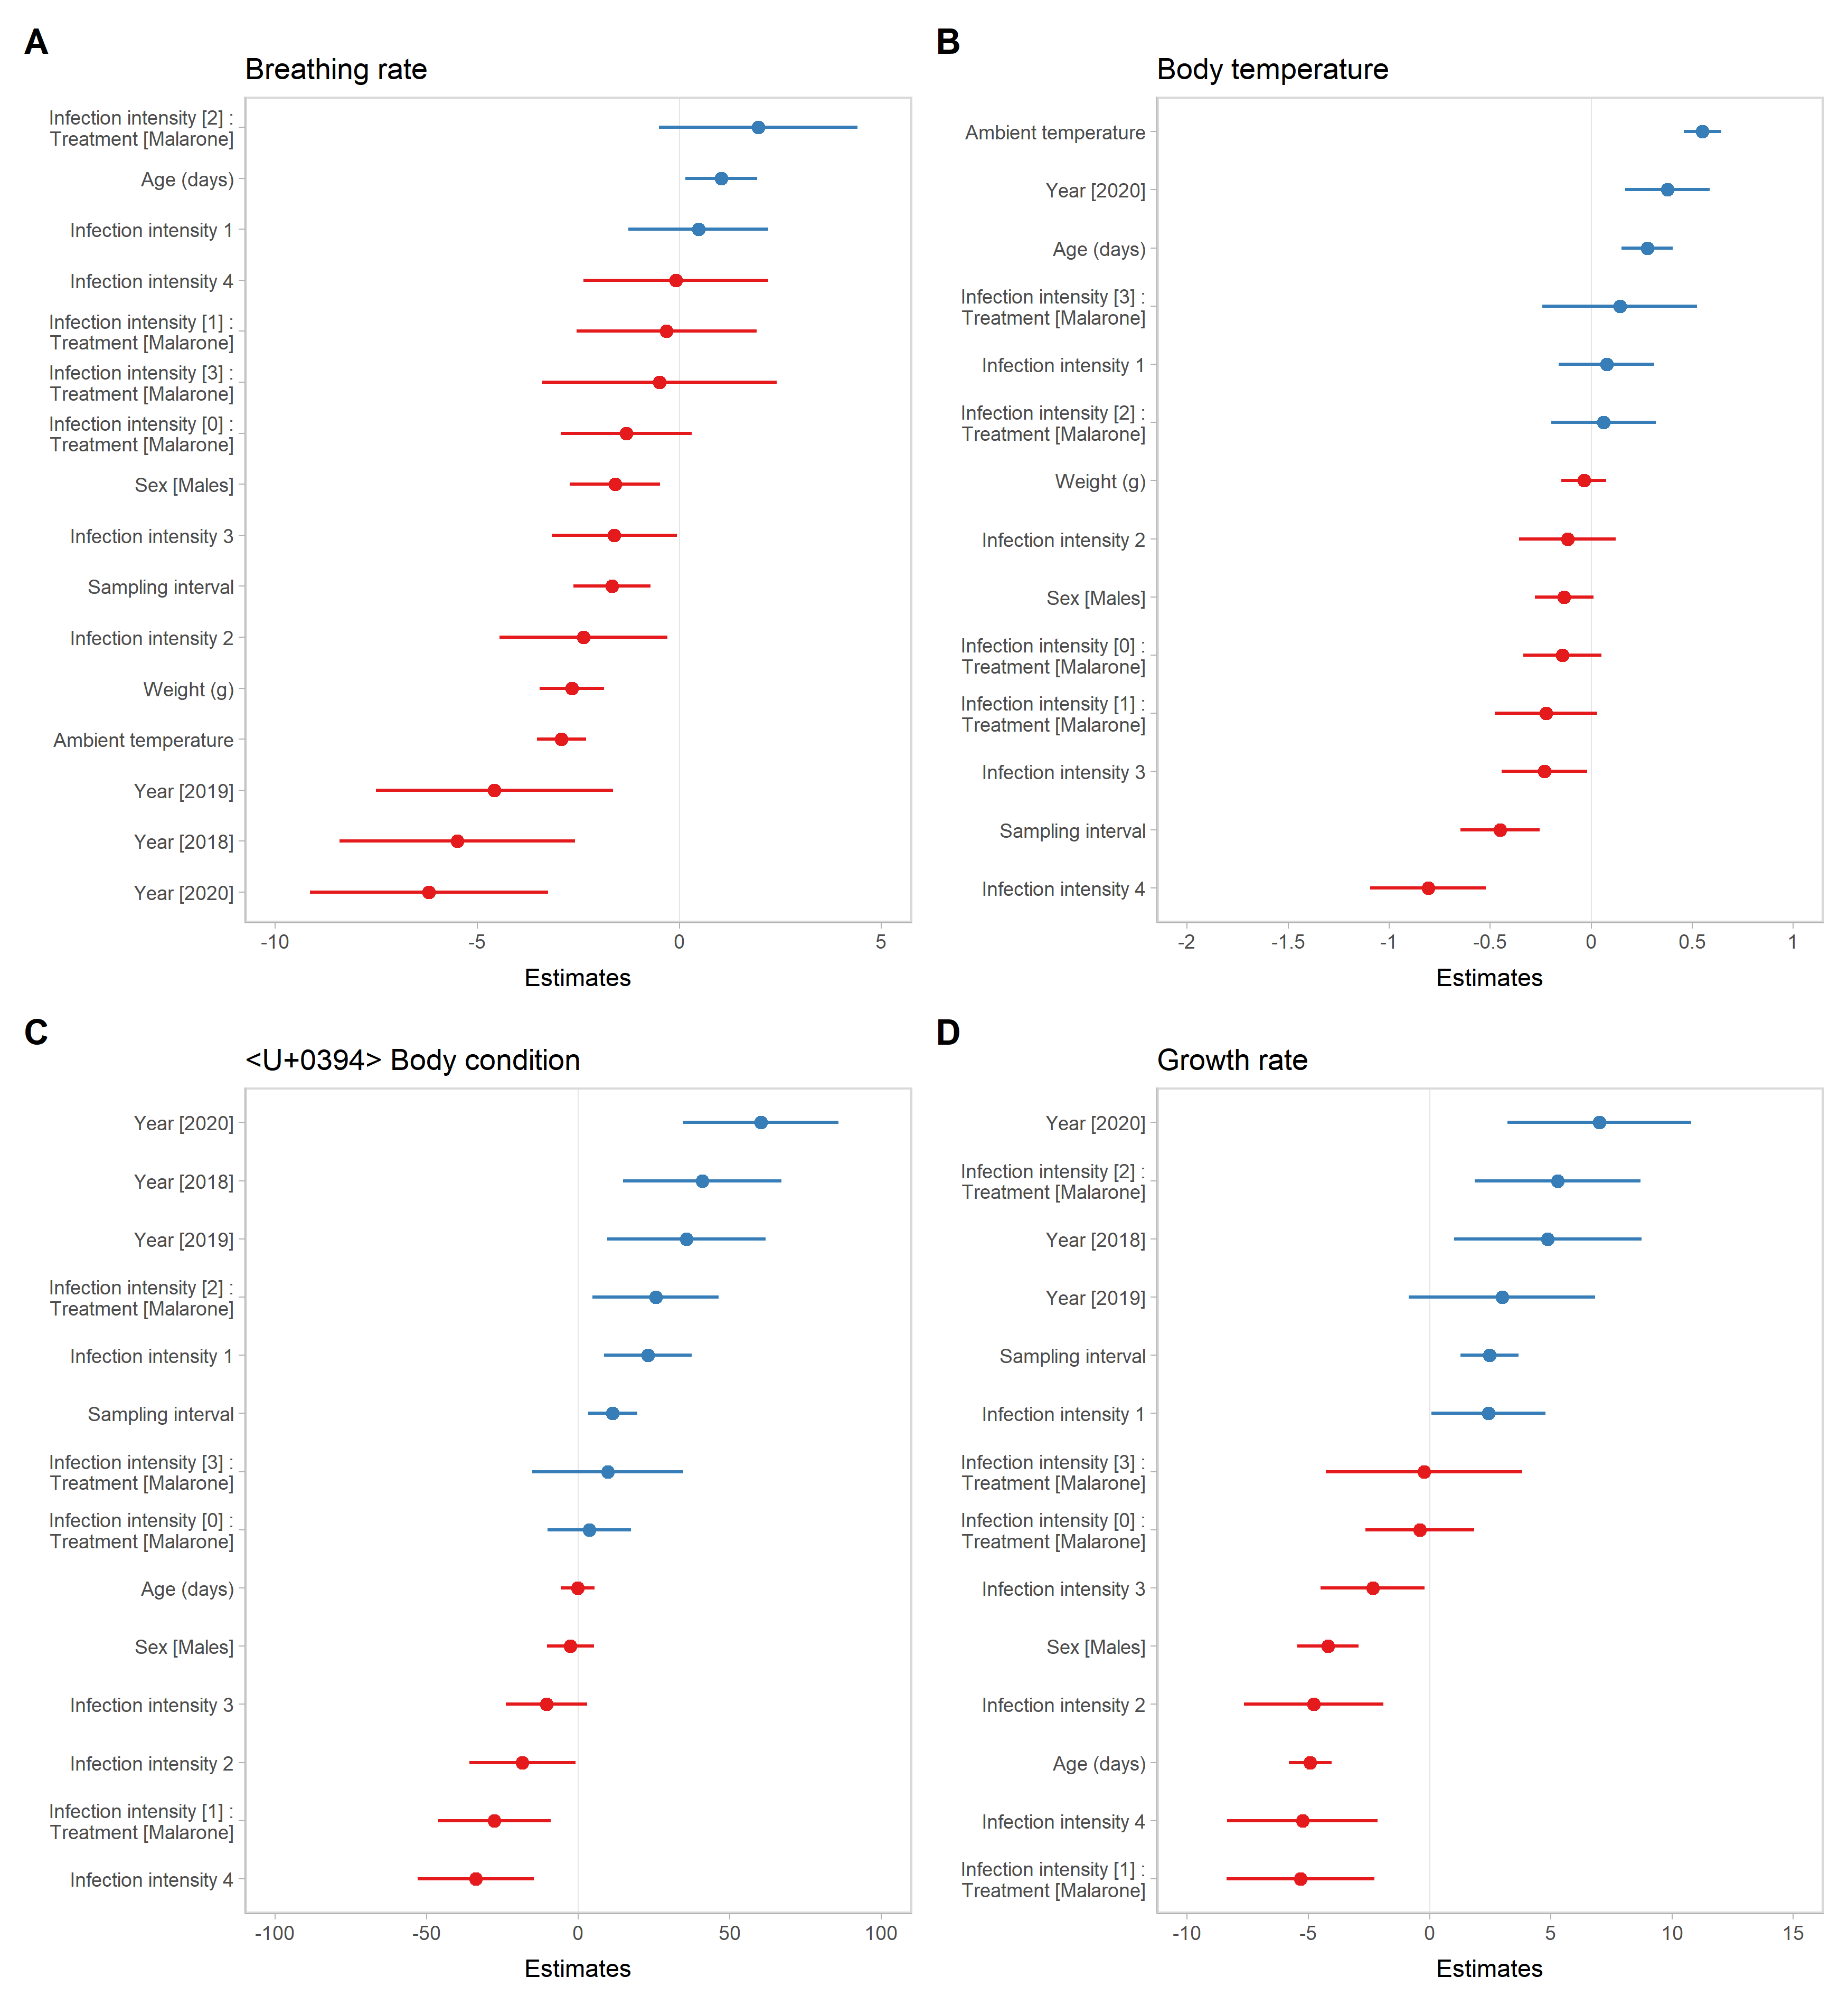 A
Breathing rate
Infection intensity [2] :
Treatment [Malarone]
Age (days)
Infection intensity 1
Infection intensity 4
Infection intensity [1] :
Treatment [Malarone]
Infection intensity [3] :
Treatment [Malarone]
Infection intensity [0] :
Treatment [Malarone]
Sex [Males]
Infection intensity 3
Sampling interval
Infection intensity 2
Weight (g)
Ambient temperature
Year [2019]
Year [2018]
Year [2020]
-10 -5 0 5
Estimates
B
Body temperature
Ambient temperature
Year [2020]
Age (days)
Infection intensity [3] :
Treatment [Malarone]
Infection intensity 1
Infection intensity [2] :
Treatment [Malarone]
Weight (g)
Infection intensity 2
Sex [Males]
Infection intensity [0] :
Treatment [Malarone]
Infection intensity [1] :
Treatment [Malarone]
Infection intensity 3
Sampling interval
Infection intensity 4
-2 -1.5 -1 -0.5 0 0.5 1
Estimates
C
<U+0394> Body condition
Year [2020]
Year [2018]
Year [2019]
Infection intensity [2] :
Treatment [Malarone]
Infection intensity 1
Sampling interval
Infection intensity [3] :
Treatment [Malarone]
Infection intensity [0] :
Treatment [Malarone]
Age (days)
Sex [Males]
Infection intensity 3
Infection intensity 2
Infection intensity [1] :
Treatment [Malarone]
Infection intensity 4
-100 -50 0 50 100
Estimates
D
Growth rate
Year [2020]
Infection intensity [2] :
Treatment [Malarone]
Year [2018]
Year [2019]
Sampling interval
Infection intensity 1
Infection intensity [3] :
Treatment [Malarone]
Infection intensity [0] :
Treatment [Malarone]
Infection intensity 3
Sex [Males]
Infection intensity 2
Age (days)
Infection intensity 4
Infection intensity [1] :
Treatment [Malarone]
-10 -5 0 5 10 15
Estimates